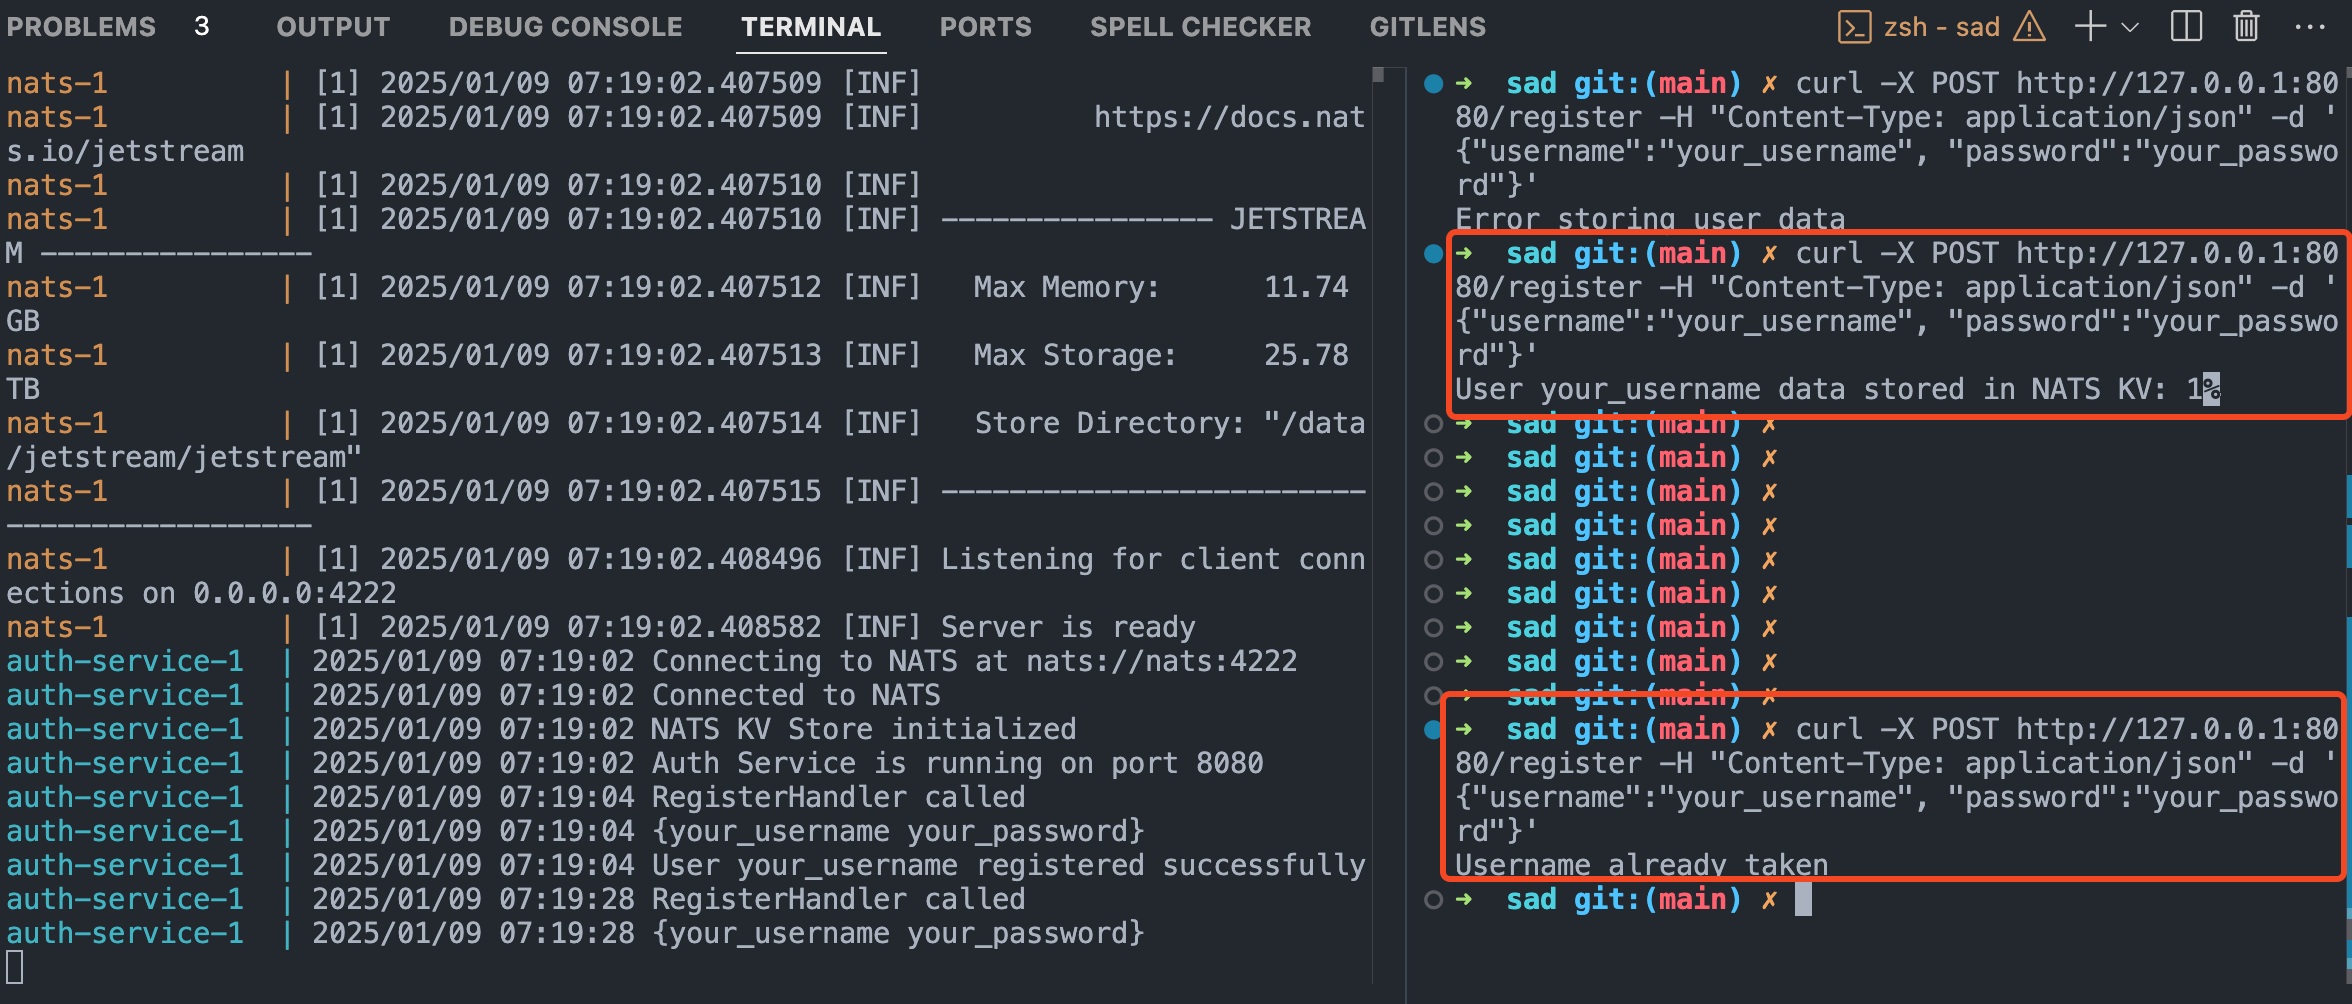 PROBLEMS 3 OUTPUT DEBUG CONSOLE TERMINAL PORTS SPELL CHECKER GITLENS zsh - sad
nats-1 | [1] 2025/01/09 07:19:02.407509 [INF]
nats-1 | [1] 2025/01/09 07:19:02.407509 [INF] https://docs.nat
s.io/jetstream
nats-1 | [1] 2025/01/09 07:19:02.407510 [INF]
nats-1 | [1] 2025/01/09 07:19:02.407510 [INF] ---------------- JETSTREA
M ----------------
nats-1 | [1] 2025/01/09 07:19:02.407512 [INF] Max Memory: 11.74
GB
nats-1 | [1] 2025/01/09 07:19:02.407513 [INF] Max Storage: 25.78
TB
nats-1 | [1] 2025/01/09 07:19:02.407514 [INF] Store Directory: "/data
/jetstream/jetstream"
nats-1 | [1] 2025/01/09 07:19:02.407515 [INF] -------------------------
------------------
nats-1 | [1] 2025/01/09 07:19:02.408496 [INF] Listening for client conn
ections on 0.0.0.0:4222
nats-1 | [1] 2025/01/09 07:19:02.408582 [INF] Server is ready
auth-service-1 | 2025/01/09 07:19:02 Connecting to NATS at nats://nats:4222
auth-service-1 | 2025/01/09 07:19:02 Connected to NATS
auth-service-1 | 2025/01/09 07:19:02 NATS KV Store initialized
auth-service-1 | 2025/01/09 07:19:02 Auth Service is running on port 8080
auth-service-1 | 2025/01/09 07:19:04 RegisterHandler called
auth-service-1 | 2025/01/09 07:19:04 {your_username your_password}
auth-service-1 | 2025/01/09 07:19:04 User your_username registered successfully
auth-service-1 | 2025/01/09 07:19:28 RegisterHandler called
auth-service-1 | 2025/01/09 07:19:28 {your_username your_password}
➜ sad git:(main) ✗ curl -X POST http://127.0.0.1:80
80/register -H "Content-Type: application/json" -d '
{"username":"your_username", "password":"your_passwo
rd"}'
Error storing user data
➜ sad git:(main) ✗ curl -X POST http://127.0.0.1:80
80/register -H "Content-Type: application/json" -d '
{"username":"your_username", "password":"your_passwo
rd"}'
User your_username data stored in NATS KV: 1%
➜ sad git:(main) ✗
➜ sad git:(main) ✗
➜ sad git:(main) ✗
➜ sad git:(main) ✗
➜ sad git:(main) ✗
➜ sad git:(main) ✗
➜ sad git:(main) ✗
➜ sad git:(main) ✗
➜ sad git:(main) ✗
➜ sad git:(main) ✗ curl -X POST http://127.0.0.1:80
80/register -H "Content-Type: application/json" -d '
{"username":"your_username", "password":"your_passwo
rd"}'
Username already taken
➜ sad git:(main) ✗